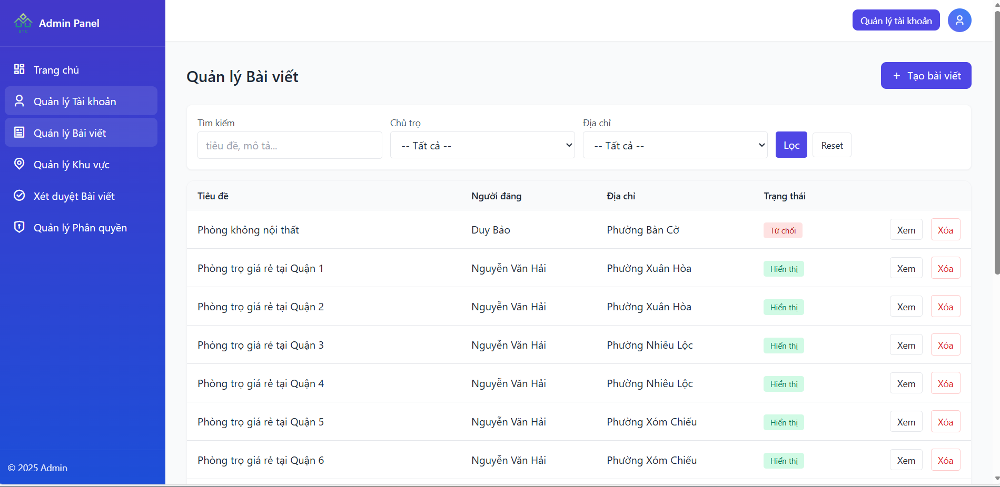 BTC
Admin Panel
Trang chủ
Quản lý Tài khoản
Quản lý Bài viết
Quản lý Khu vực
Xét duyệt Bài viết
Quản lý Phân quyền
© 2025 Admin
Quản lý tài khoản
Quản lý Bài viết
+ Tạo bài viết
Tìm kiếm Chủ trọ Địa chỉ
tiêu đề, mô tả... -- Tất cả -- -- Tất cả -- Lọc Reset
Tiêu đề Người đăng Địa chỉ Trạng thái
Phòng không nội thất Duy Bảo Phường Bàn Cờ Từ chối Xem Xóa
Phòng trọ giá rẻ tại Quận 1 Nguyễn Văn Hải Phường Xuân Hòa Hiển thị Xem Xóa
Phòng trọ giá rẻ tại Quận 2 Nguyễn Văn Hải Phường Xuân Hòa Hiển thị Xem Xóa
Phòng trọ giá rẻ tại Quận 3 Nguyễn Văn Hải Phường Nhiêu Lộc Hiển thị Xem Xóa
Phòng trọ giá rẻ tại Quận 4 Nguyễn Văn Hải Phường Nhiêu Lộc Hiển thị Xem Xóa
Phòng trọ giá rẻ tại Quận 5 Nguyễn Văn Hải Phường Xóm Chiếu Hiển thị Xem Xóa
Phòng trọ giá rẻ tại Quận 6 Nguyễn Văn Hải Phường Xóm Chiếu Hiển thị Xem Xóa